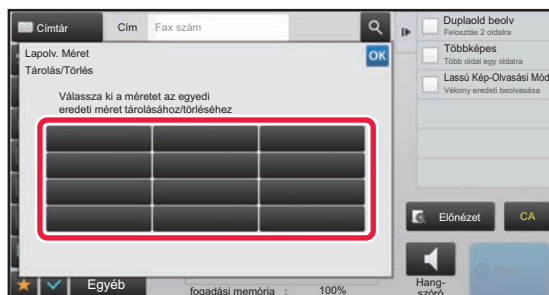 Címtár
Cím
Fax szám
Lapolv. Méret
OK
Tárolás/Törlés
Válassza ki a méretet az egyedi
eredeti méret tárolásához/törléséhez
Duplaold beolv
Felosztás 2 oldalra
Többképes
Több oldal egy oldalra
Lassú Kép-Olvasási Mód
Vékony eredeti beolvasása
Előnézet
CA
Egyéb
fogadási memória : 100%
Hang-
szóró
Start